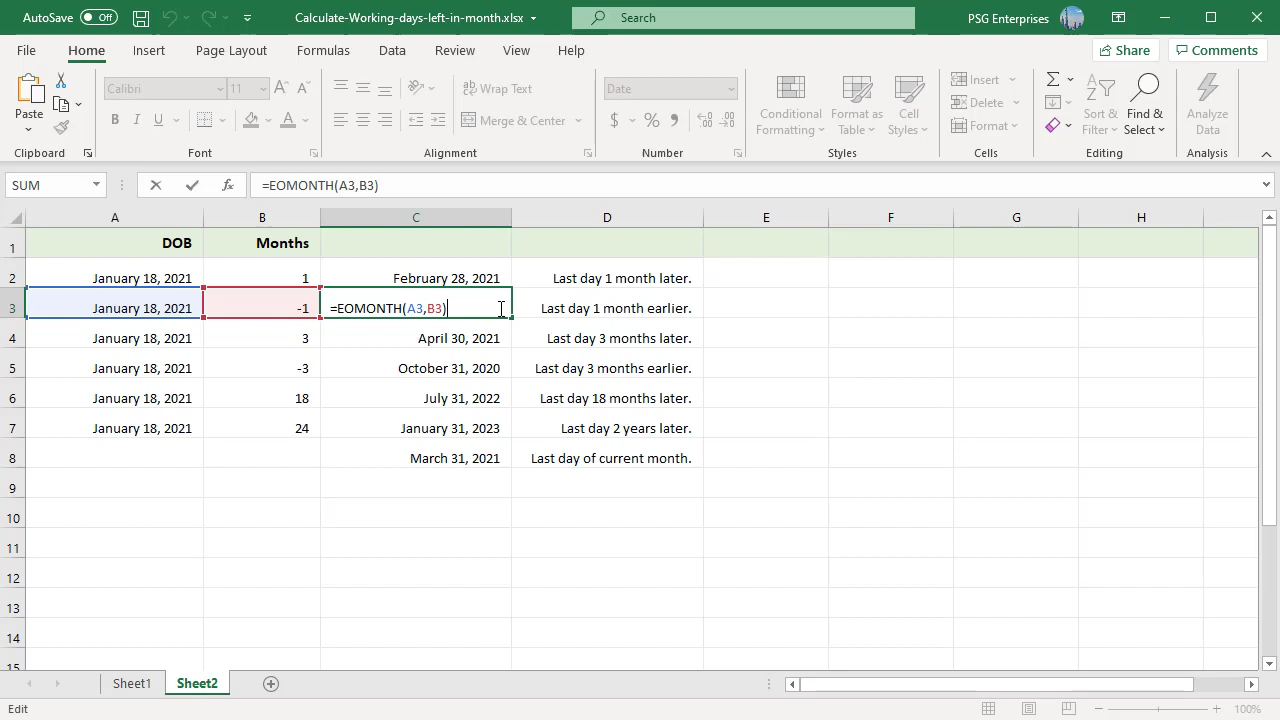 AutoSave Off Calculate-Working-days-left-in-month.xlsx Search PSG Enterprises
File Home Insert Page Layout Formulas Data Review View Help Share Comments
Paste
Clipboard
Calibri 11
B I U A
Font
ab Wrap Text
Merge & Center
Alignment
Date
$ % ,
Number
Conditional Formatting
Format as Table
Cell Styles
Styles
Insert
Delete
Format
Cells
Sort & Filter
Find & Select
Editing
Analyze Data
Analysis
SUM fx =EOMONTH(A3,B3)
A B C D E F G H
1 DOB Months
2 January 18, 2021 1 February 28, 2021 Last day 1 month later.
3 January 18, 2021 -1 =EOMONTH(A3,B3) Last day 1 month earlier.
4 January 18, 2021 3 April 30, 2021 Last day 3 months later.
5 January 18, 2021 -3 October 31, 2020 Last day 3 months earlier.
6 January 18, 2021 18 July 31, 2022 Last day 18 months later.
7 January 18, 2021 24 January 31, 2023 Last day 2 years later.
8 March 31, 2021 Last day of current month.
9
10
11
12
13
14
15
Sheet1 Sheet2
Edit 100%